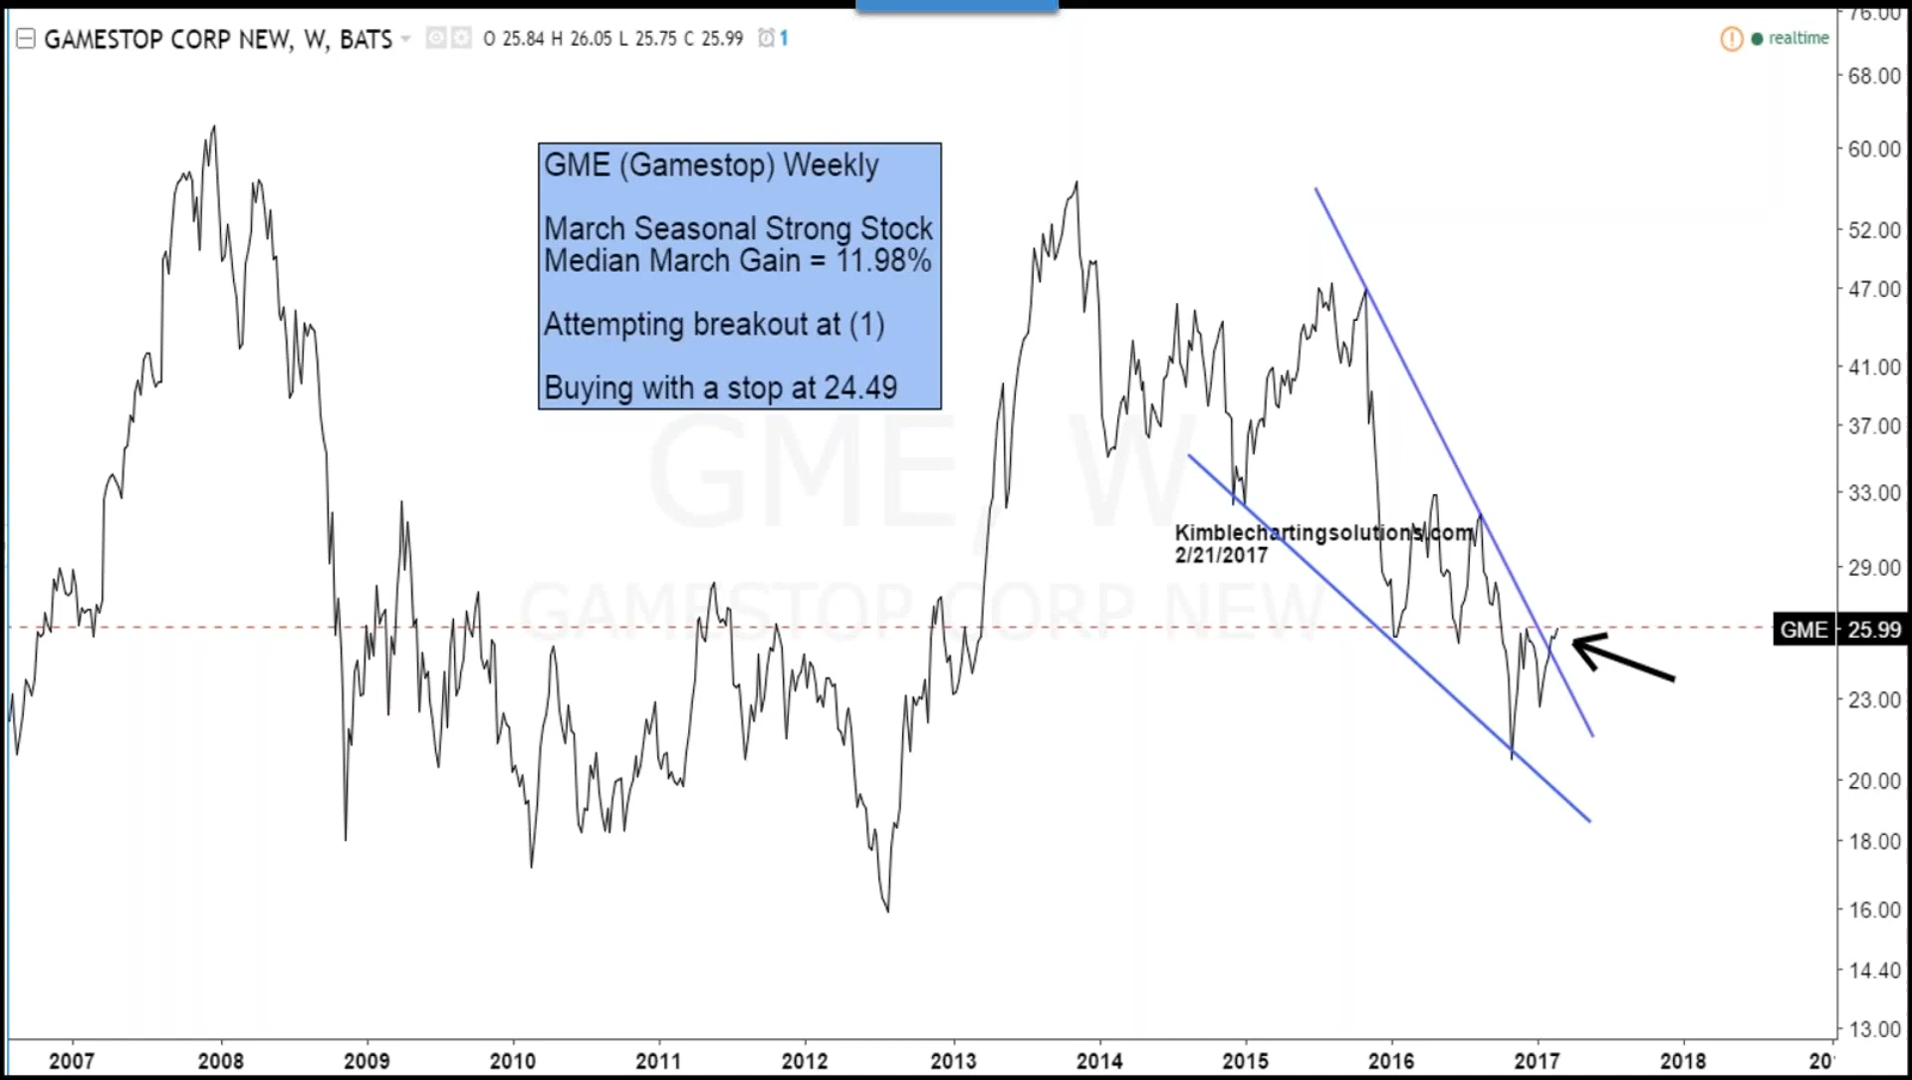 GAMESTOP CORP NEW, W, BATS
O 25.84 H 26.05 L 25.75 C 25.99
1
realtime
76.00
68.00
60.00
52.00
47.00
41.00
37.00
33.00
29.00
GME 25.99
23.00
20.00
18.00
16.00
14.40
13.00
GME (Gamestop) Weekly
March Seasonal Strong Stock
Median March Gain = 11.98%
Attempting breakout at (1)
Buying with a stop at 24.49
GME, W
GAMESTOP CORP NEW
Kimblechartingsolutions.com
2/21/2017
2007 2008 2009 2010 2011 2012 2013 2014 2015 2016 2017 2018